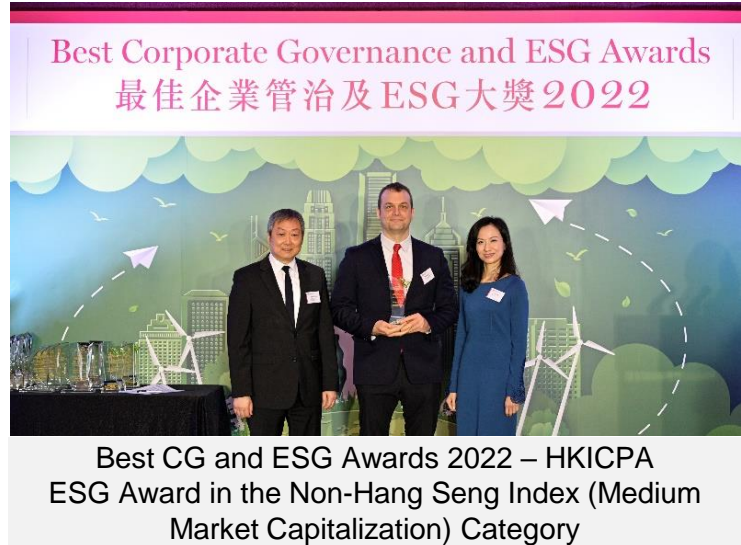 Best Corporate Governance and ESG Awards
最佳企業管治及ESG大獎2022
Best CG and ESG Awards 2022 – HKICPA
ESG Award in the Non-Hang Seng Index (Medium
Market Capitalization) Category